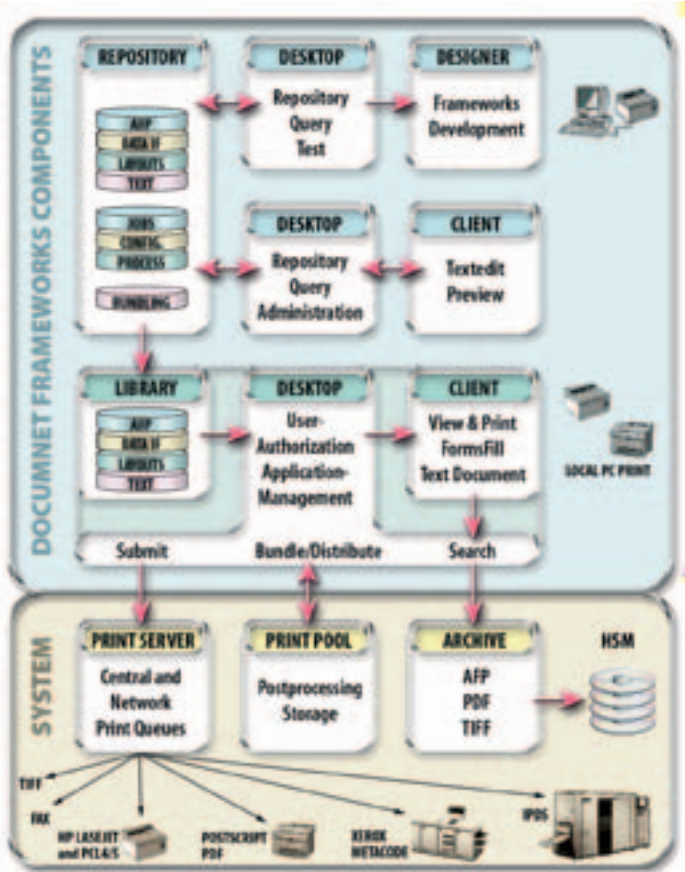 DOCUMNET FRAMEWORKS COMPONENTS
REPOSITORY
AFP
DATA IF
LAYOUTS
TEXT
JOBS
CONFIG.
PROCESS
BUNDLING
DESKTOP
Repository
Query
Test
DESIGNER
Frameworks
Development
DESKTOP
Repository
Query
Administration
CLIENT
Textedit
Preview
LIBRARY
AFP
DATA IF
LAYOUTS
TEXT
DESKTOP
User-
Authorization
Application-
Management
CLIENT
View & Print
FormsFill
Text Document
LOCAL PC PRINT
Submit
Bundle/Distribute
Search
SYSTEM
PRINT SERVER
Central and
Network
Print Queues
PRINT POOL
Postprocessing
Storage
ARCHIVE
AFP
PDF
TIFF
HSM
TIFF
FAX
HP LASEJET
and PCL4/5
POSTSCRIPT
PDF
XEROX
METACODE
IPDS